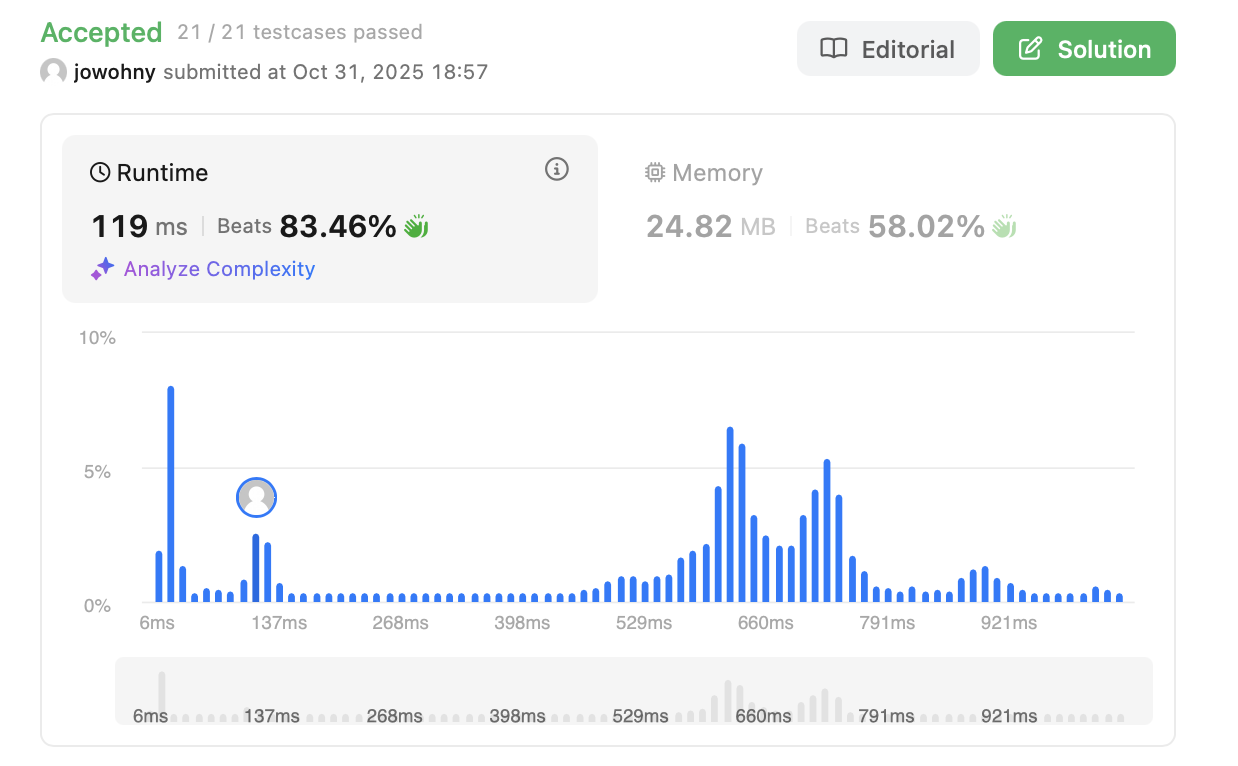 Accepted 21 / 21 testcases passed
jowohny submitted at Oct 31, 2025 18:57
Editorial
Solution
Runtime
119 ms Beats 83.46%
Analyze Complexity
Memory
24.82 MB Beats 58.02%
10%
5%
0%
6ms 137ms 268ms 398ms 529ms 660ms 791ms 921ms
6ms 137ms 268ms 398ms 529ms 660ms 791ms 921ms